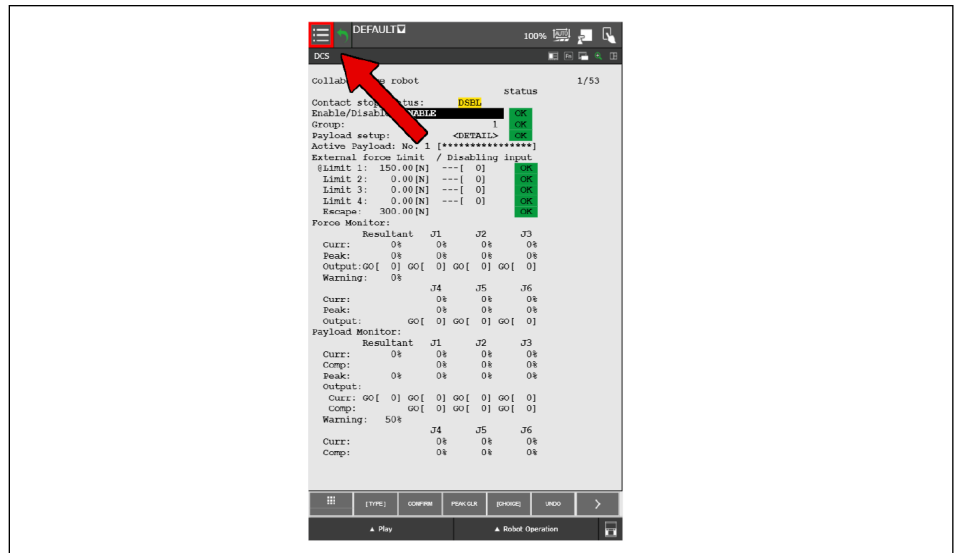 DEFAULT
100%
AUTO
DCS
Fn
Collab e robot 1/53
status
Contact stop tus: DSBL
Enable/Disabl NABLE OK
Group: 1 OK
Payload setup: <DETAIL> OK
Active Payload: No. 1 [****************]
External force Limit / Disabling input
@Limit 1: 150.00[N] ---[ 0] OK
Limit 2: 0.00[N] ---[ 0] OK
Limit 3: 0.00[N] ---[ 0] OK
Limit 4: 0.00[N] ---[ 0] OK
Escape: 300.00[N] OK
Force Monitor:
Resultant J1 J2 J3
Curr: 0% 0% 0% 0%
Peak: 0% 0% 0% 0%
Output:GO[ 0] GO[ 0] GO[ 0] GO[ 0]
Warning: 0%
J4 J5 J6
Curr: 0% 0% 0%
Peak: 0% 0% 0%
Output: GO[ 0] GO[ 0] GO[ 0]
Payload Monitor:
Resultant J1 J2 J3
Curr: 0% 0% 0% 0%
Comp: 0% 0% 0%
Peak: 0% 0% 0% 0%
Output:
Curr: GO[ 0] GO[ 0] GO[ 0] GO[ 0]
Comp: GO[ 0] GO[ 0] GO[ 0]
Warning: 50%
J4 J5 J6
Curr: 0% 0% 0%
Comp: 0% 0% 0%
[TYPE] CONFIRM PEAK CLR [CHOICE] UNDO >
▲ Play ▲ Robot Operation